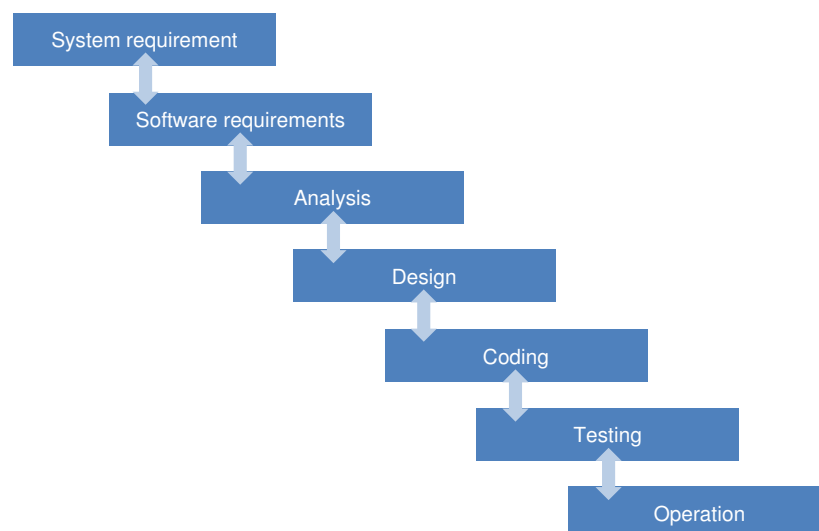 System requirement
Software requirements
Analysis
Design
Coding
Testing
Operation